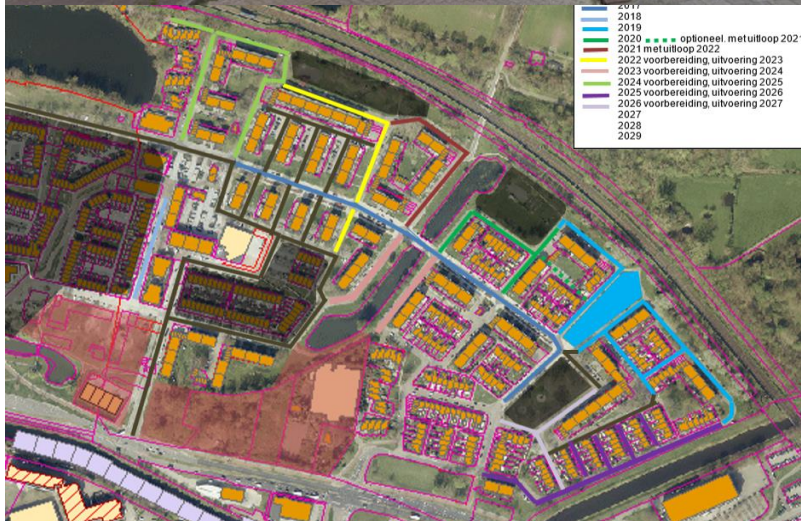 2017
2018
2019
2020 optioneel. met uitloop 2021
2021 met uitloop 2022
2022 voorbereiding, uitvoering 2023
2023 voorbereiding, uitvoering 2024
2024 voorbereiding, uitvoering 2025
2025 voorbereiding, uitvoering 2026
2026 voorbereiding, uitvoering 2027
2027
2028
2029